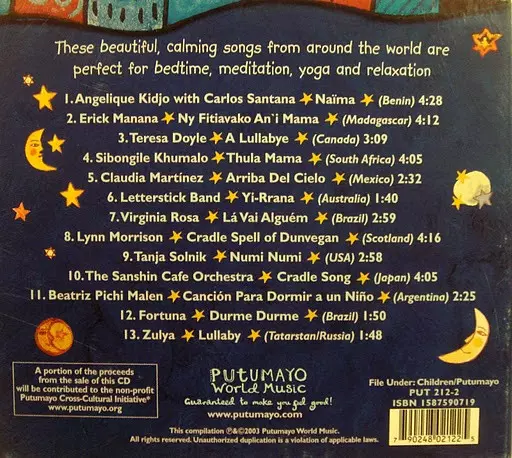 These beautiful, calming songs from around the world are
perfect for bedtime, meditation, yoga and relaxation
1. Angelique Kidjo with Carlos Santana ★ Naïma ★ (Benin) 4:28
2. Erick Manana ★ Ny Fitiavako An'i Mama ★ (Madagascar) 4:12
3. Teresa Doyle ★ A Lullabye ★ (Canada) 3:09
4. Sibongile Khumalo ★ Thula Mama ★ (South Africa) 4:05
5. Claudia Martínez ★ Arriba Del Cielo ★ (Mexico) 2:32
6. Letterstick Band ★ Yi-Rrana ★ (Australia) 1:40
7. Virginia Rosa ★ Lá Vai Alguém ★ (Brazil) 2:59
8. Lynn Morrison ★ Cradle Spell of Dunvegan ★ (Scotland) 4:16
9. Tanja Solnik ★ Numi Numi ★ (USA) 2:58
10. The Sanshin Cafe Orchestra ★ Cradle Song ★ (Japan) 4:05
11. Beatriz Pichi Malen ★ Canción Para Dormir a un Niño ★ (Argentina) 2:25
12. Fortuna ★ Durme Durme ★ (Brazil) 1:50
13. Zulya ★ Lullaby ★ (Tatarstan/Russia) 1:48
A portion of the proceeds
from the sale of this CD
will be contributed to the non-profit
Putumayo Cross-Cultural Initiative®
www.putumayo.org
PUTUMAYO
World Music
Guaranteed to make you feel good!
www.putumayo.com
File Under: Children/Putumayo
PUT 212-2
ISBN 1587590719
7 90248 02122 5
This compilation ℗&©2003 Putumayo World Music.
All rights reserved. Unauthorized duplication is a violation of applicable laws.